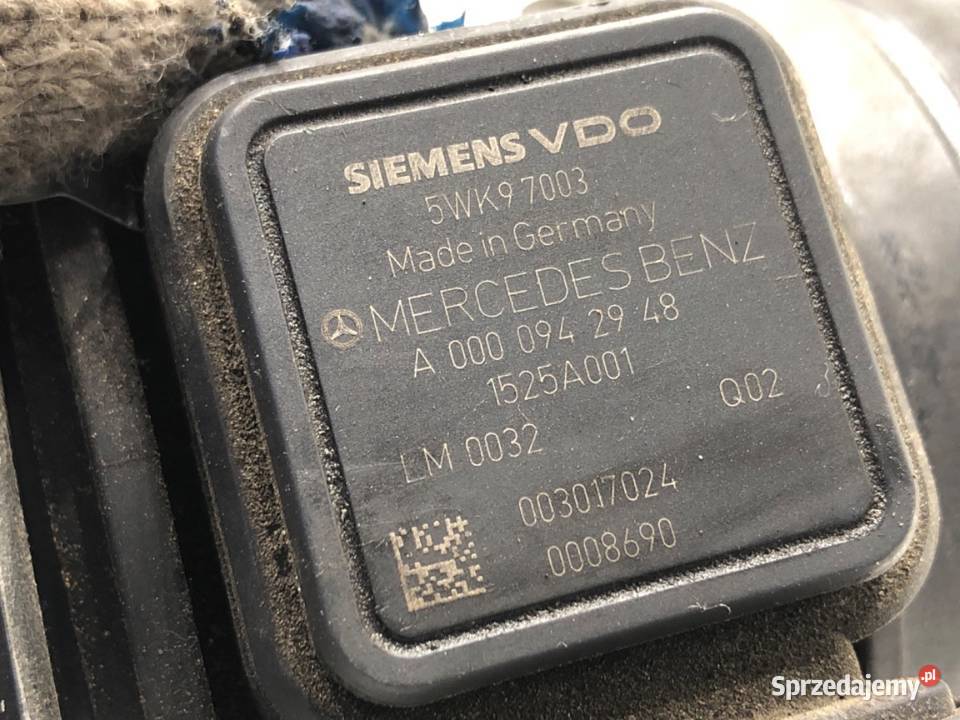 SIEMENS VDO
5WK9 7003
Made in Germany
MERCEDES BENZ
A 000 094 29 48
1525A001
LM 0032 Q02
003017024
0008690
Sprzedajemy.pl